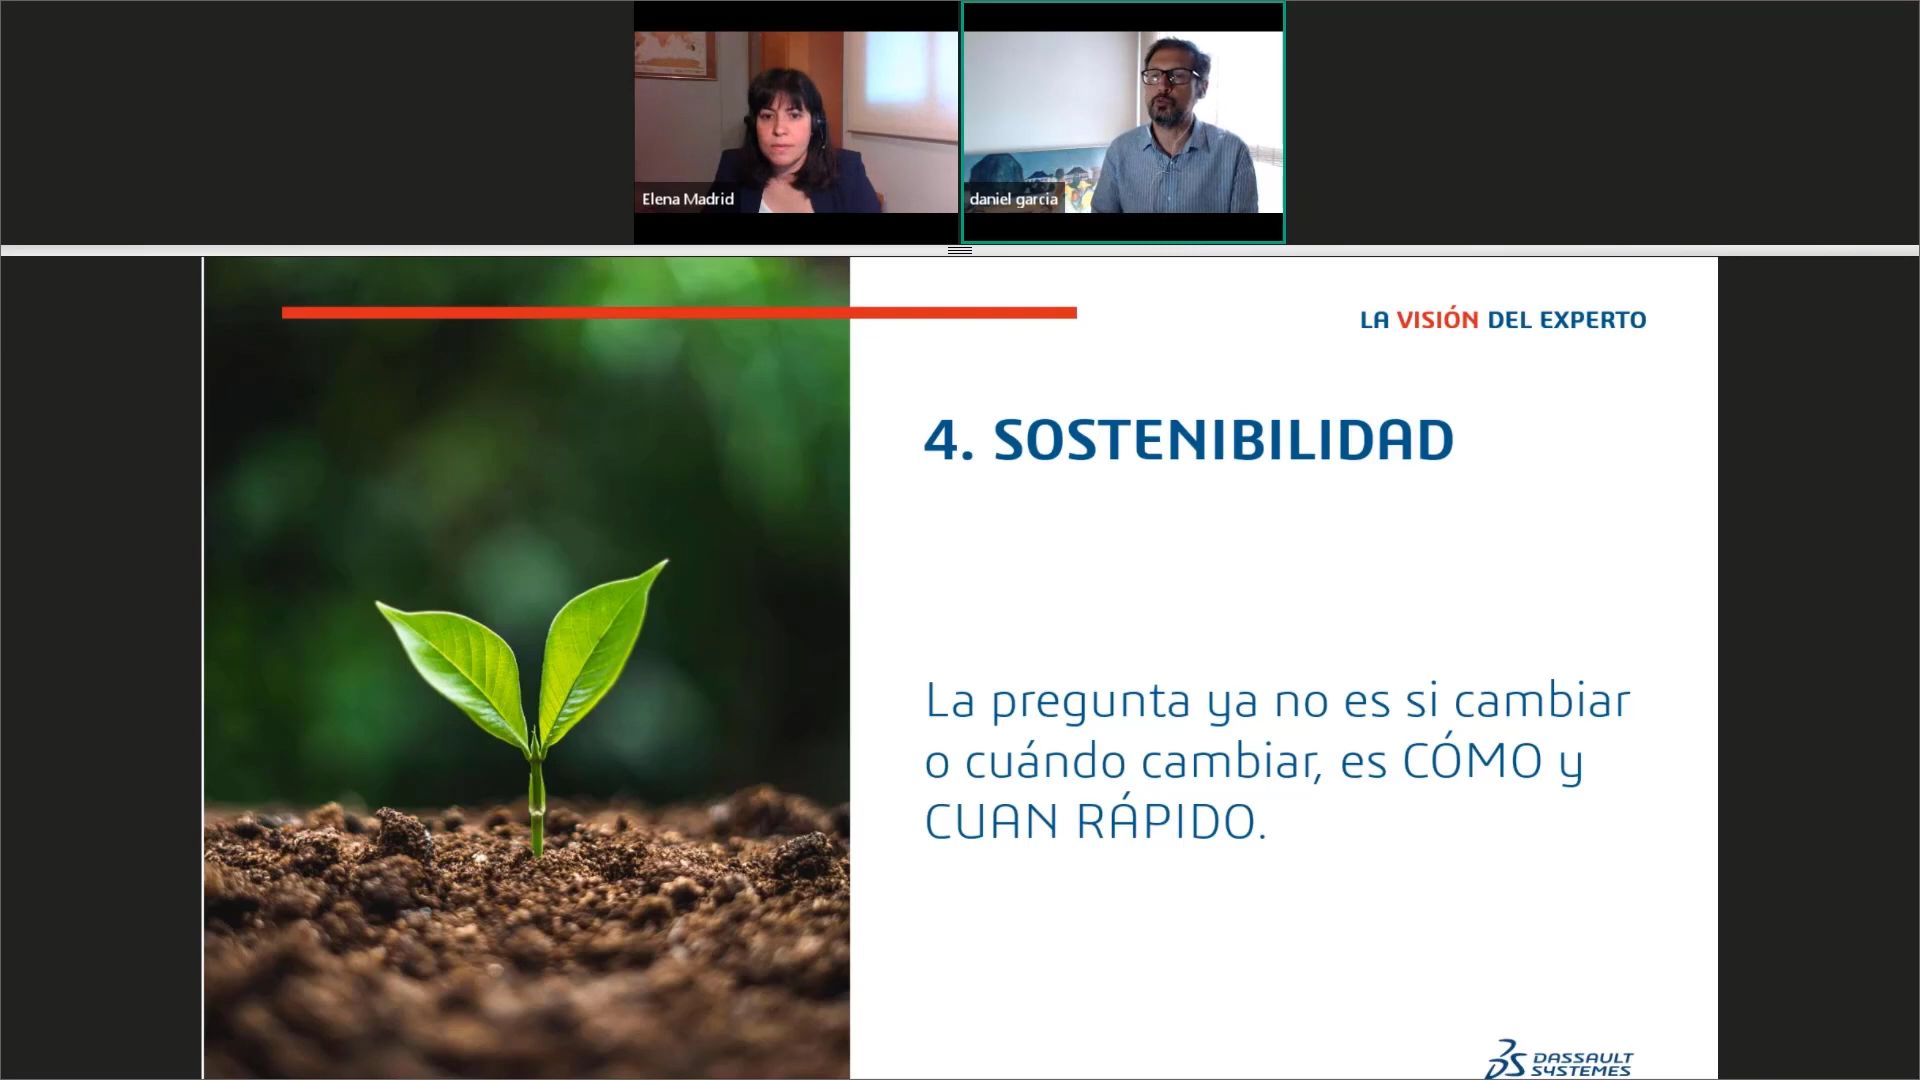 Elena Madrid
daniel garcia
LA VISIÓN DEL EXPERTO
4. SOSTENIBILIDAD
La pregunta ya no es si cambiar
o cuándo cambiar, es CÓMO y
CUAN RÁPIDO.
DASSAULT
SYSTEMES